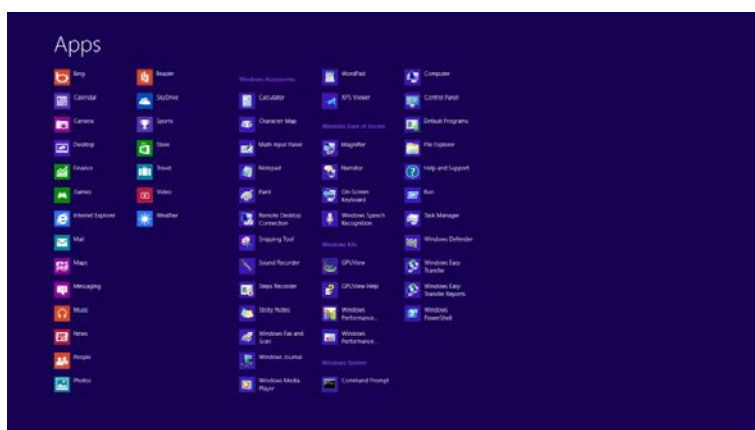 Apps
Bing
Calendar
Camera
Desktop
Finance
Games
Internet Explorer
Mail
Maps
Messaging
Music
News
People
Photos
Reader
SkyDrive
Sports
Store
Travel
Video
Weather
Windows Accessories
Calculator
Character Map
Math Input Panel
Notepad
Paint
Remote Desktop
Connection
Snipping Tool
Sound Recorder
Steps Recorder
Sticky Notes
Windows Fax and
Scan
Windows Journal
Windows Media
Player
WordPad
XPS Viewer
Windows Ease of Access
Magnifier
Narrator
On-Screen
Keyboard
Windows Speech
Recognition
Windows Kits
GPUView
GPUView Help
Windows
Performance...
Windows
Performance...
Windows System
Command Prompt
Computer
Control Panel
Default Programs
File Explorer
Help and Support
Run
Task Manager
Windows Defender
Windows Easy
Transfer
Windows Easy
Transfer Reports
Windows
PowerShell